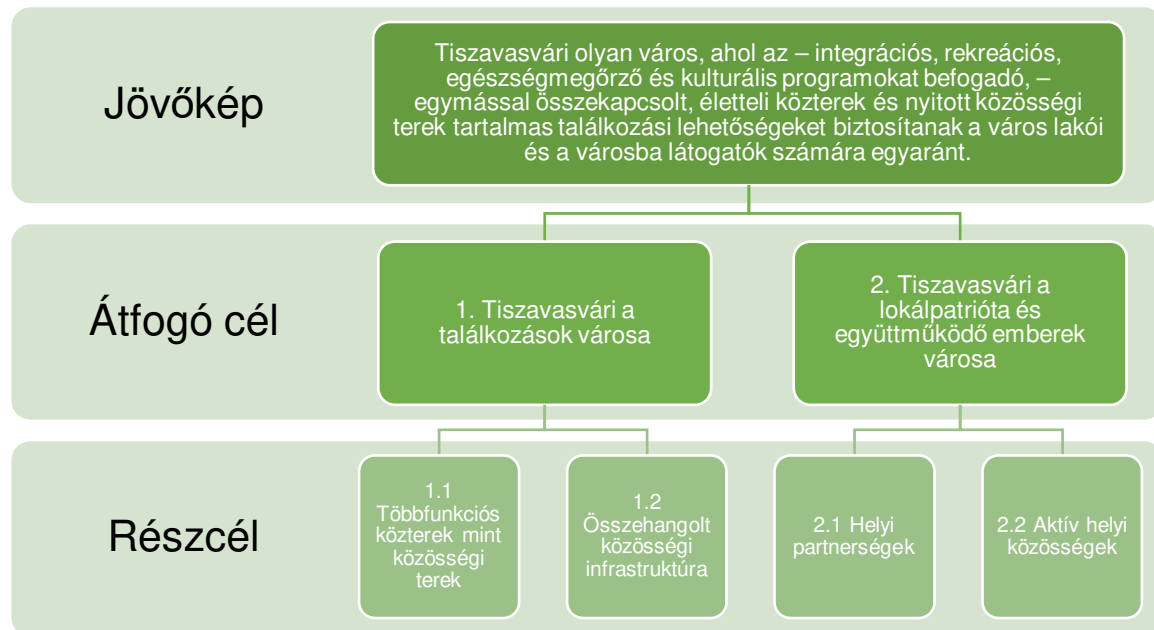 Jövőkép
Tiszavasvári olyan város, ahol az – integrációs, rekreációs,
egészségmegőrző és kulturális programokat befogadó, –
egymással összekapcsolt, életteli közterek és nyitott közösségi
terek tartalmas találkozási lehetőségeket biztosítanak a város lakói
és a városba látogatók számára egyaránt.
Átfogó cél
1. Tiszavasvári a
találkozások városa
2. Tiszavasvári a
lokálpatrióta és
együttműködő emberek
városa
Részcél
1.1
Többfunkciós
közterek mint
közösségi
terek
1.2
Összehangolt
közösségi
infrastruktúra
2.1 Helyi
partnerségek
2.2 Aktív helyi
közösségek